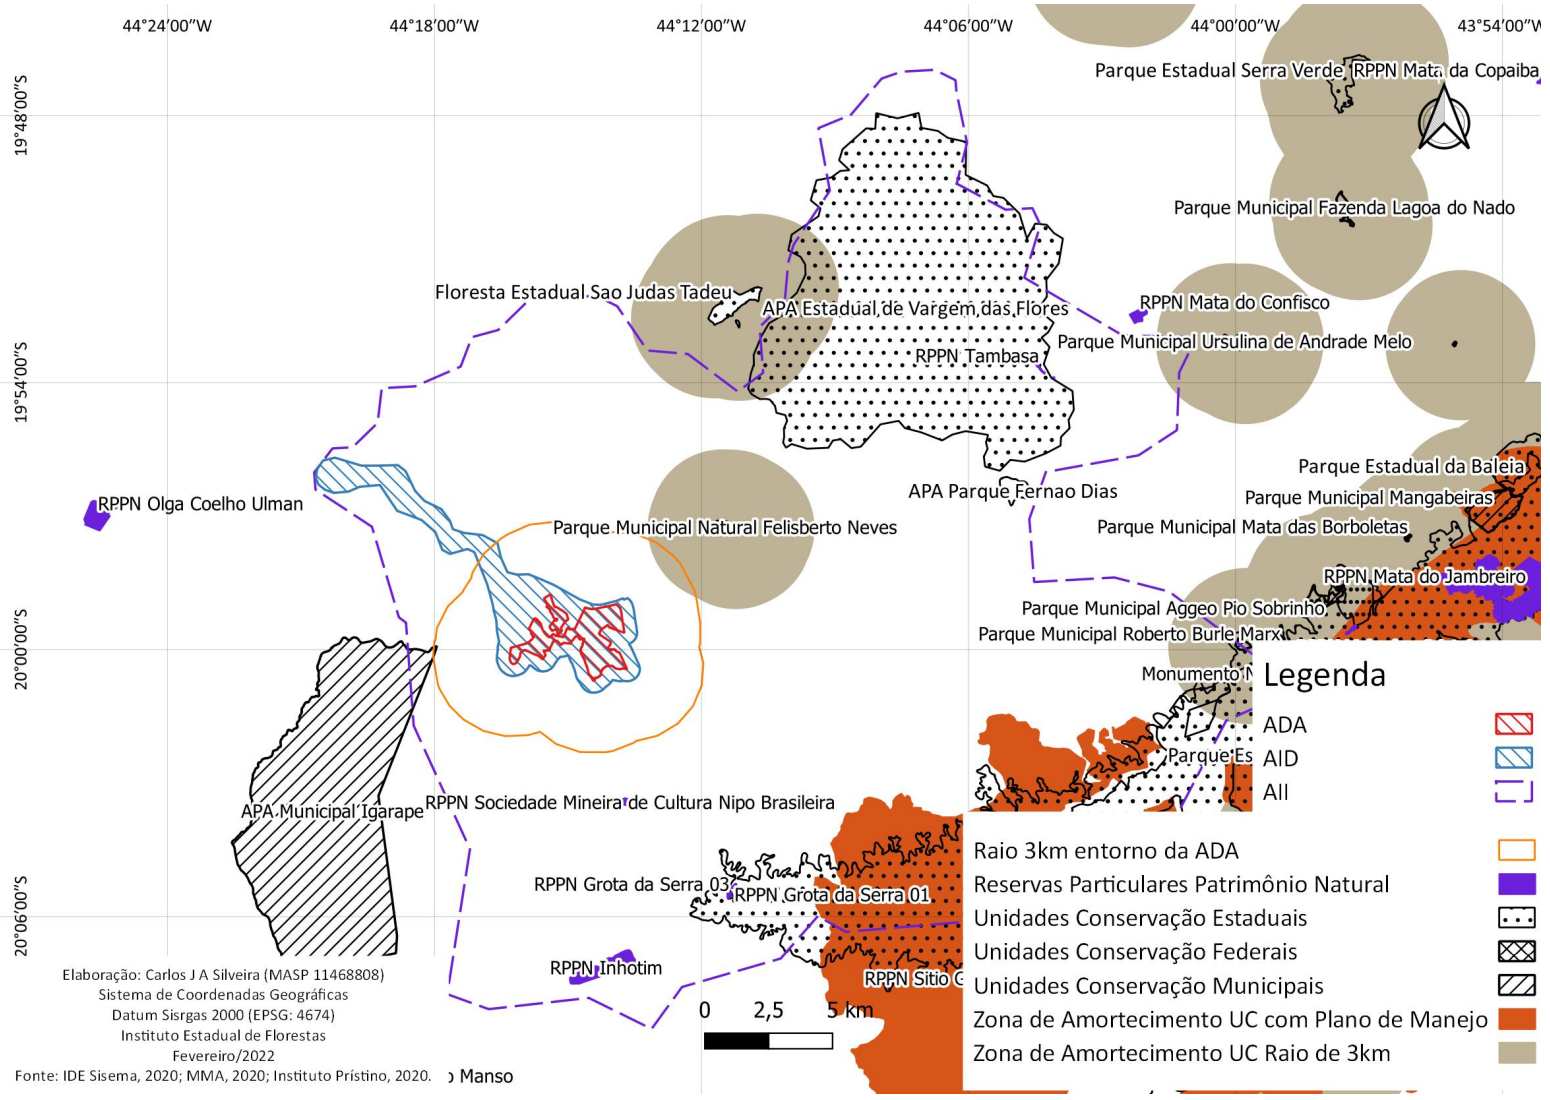 44°24′00″W 44°18′00″W 44°12′00″W 44°06′00″W 44°00′00″W 43°54′00″W
19°48′00″S
19°54′00″S
20°00′00″S
20°06′00″S
Parque Estadual Serra Verde RPPN Mata da Copaiba
Parque Municipal Fazenda Lagoa do Nado
Floresta Estadual Sao Judas Tadeu
APA Estadual de Vargem das Flores
RPPN Mata do Confisco
Parque Municipal Ursulina de Andrade Melo
RPPN Tambasa
Parque Estadual da Baleia
APA Parque Fernao Dias
Parque Municipal Mangabeiras
RPPN Olga Coelho Ulman
Parque Municipal Natural Felisberto Neves
Parque Municipal Mata das Borboletas
RPPN Mata do Jambreiro
Parque Municipal Aggeo Pio Sobrinho
Parque Municipal Roberto Burle Marx
Monumento N
Parque Es
APA Municipal Igarape
RPPN Sociedade Mineira de Cultura Nipo Brasileira
RPPN Grota da Serra 03
RPPN Grota da Serra 01
RPPN Inhotim
RPPN Sitio G
o Manso
Legenda
ADA
AID
AII
Raio 3km entorno da ADA
Reservas Particulares Patrimônio Natural
Unidades Conservação Estaduais
Unidades Conservação Federais
Unidades Conservação Municipais
Zona de Amortecimento UC com Plano de Manejo
Zona de Amortecimento UC Raio de 3km
0 2,5 5 km
Elaboração: Carlos J A Silveira (MASP 11468808)
Sistema de Coordenadas Geográficas
Datum Sisrgas 2000 (EPSG: 4674)
Instituto Estadual de Florestas
Fevereiro/2022
Fonte: IDE Sisema, 2020; MMA, 2020; Instituto Prístino, 2020.